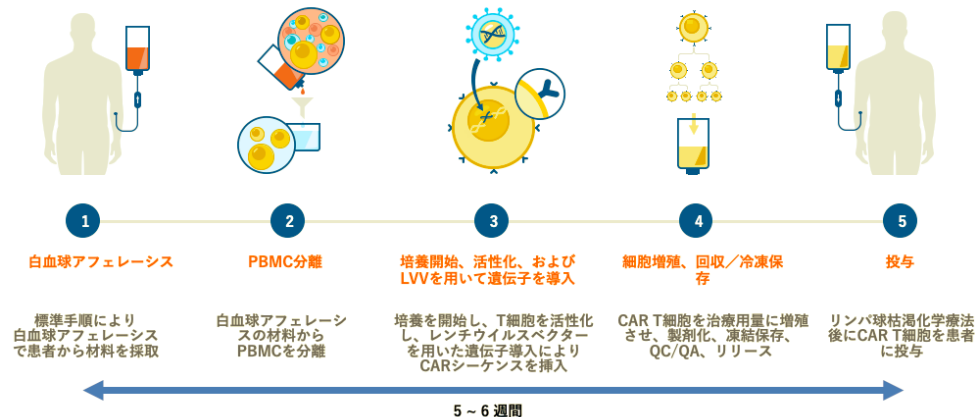 1
2
3
4
5
白血球アフェレーシス
PBMC分離
培養開始、活性化、および
LVVを用いて遺伝子を導入
細胞増殖、回収／冷凍保
存
投与
標準手順により
白血球アフェレーシス
で患者から材料を採取
白血球アフェレーシ
スの材料から
PBMCを分離
培養を開始し、T細胞を活性化
し、レンチウイルスベクター
を用いた遺伝子導入により
CARシーケンスを挿入
CAR T細胞を治療用量に増殖
させ、製剤化、凍結保存、
QC/QA、リリース
リンパ球枯渇化学療法
後にCAR T細胞を患者
に投与
5 ~ 6 週間